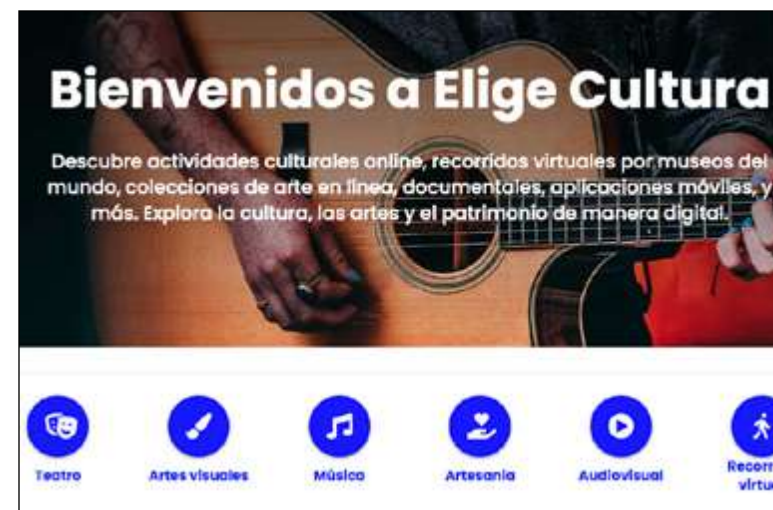 Bienvenidos a Elige Cultura
Descubre actividades culturales online, recorridos virtuales por museos del
mundo, colecciones de arte en línea, documentales, aplicaciones móviles, y
más. Explora la cultura, las artes y el patrimonio de manera digital.
Teatro
Artes visuales
Música
Artesanía
Audiovisual